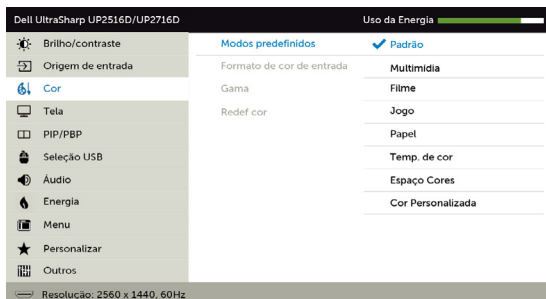 Dell UltraSharp UP2516D/UP2716D
Uso da Energia
Brilho/contraste
Modos predefinidos
Padrão
Origem de entrada
Formato de cor de entrada
Multimídia
Cor
Gama
Filme
Tela
Redef cor
Jogo
PIP/PBP
Papel
Seleção USB
Temp. de cor
Áudio
Espaço Cores
Energia
Cor Personalizada
Menu
Personalizar
Outros
Resolução: 2560 x 1440, 60Hz